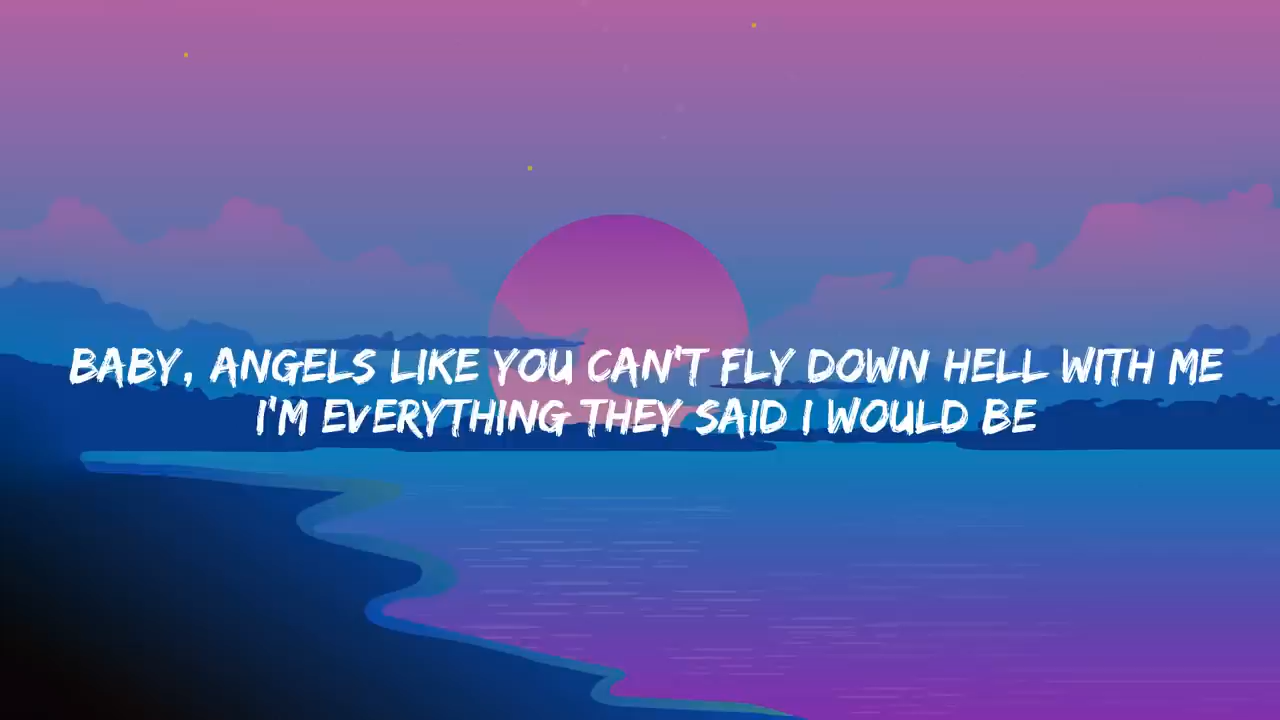 BABY, ANGELS LIKE YOU CAN'T FLY DOWN HELL WITH ME
I'M EVERYTHING THEY SAID I WOULD BE